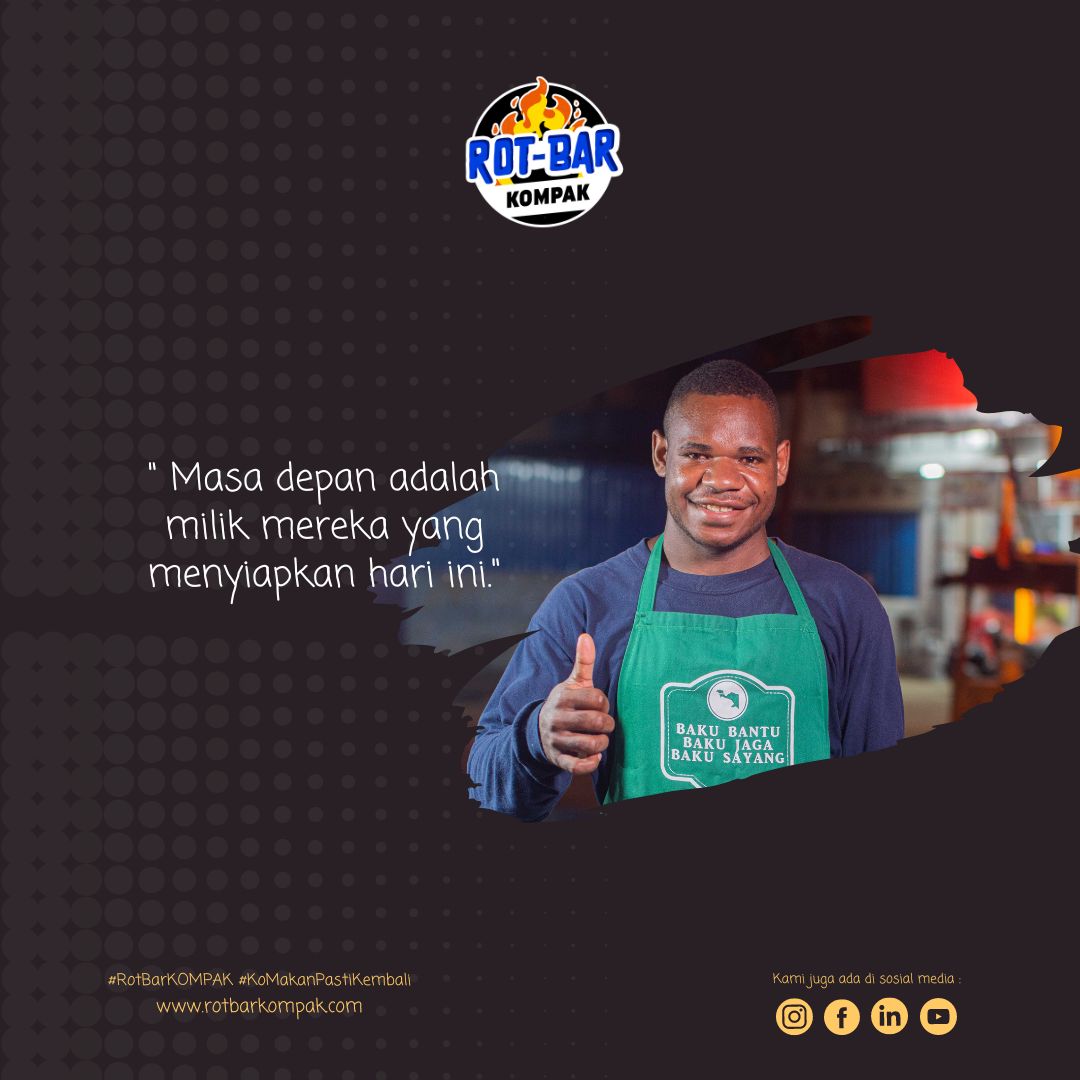 ROT-BAR
KOMPAK
" Masa depan adalah
milik mereka yang
menyiapkan hari ini."
BAKU BANTU
BAKU JAGA
BAKU SAYANG
#RotBarKOMPAK #KoMakanPastiKembali
www.rotbarkompak.com
Kami juga ada di sosial media :